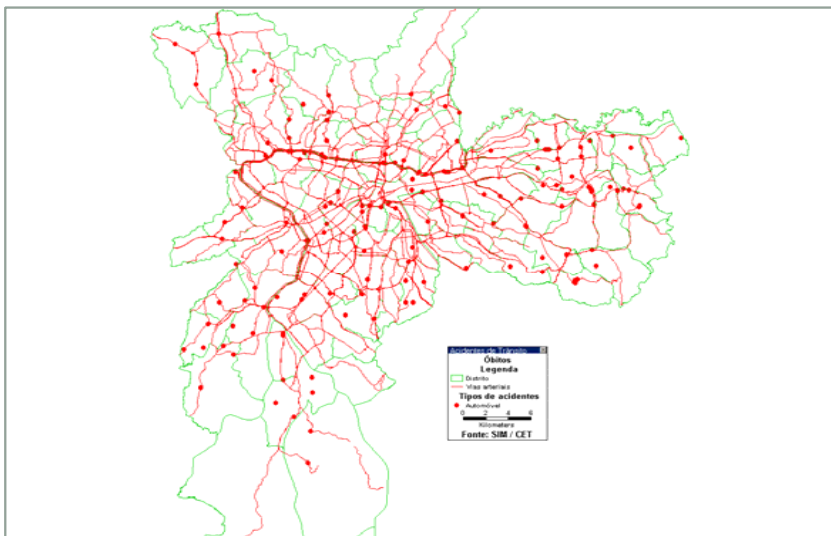 Acidentes de Trânsito
Óbitos
Legenda
Distrito
Vias arteriais
Tipos de acidentes
Automóvel
0 2 4 6
Kilometers
Fonte: SIM / CET